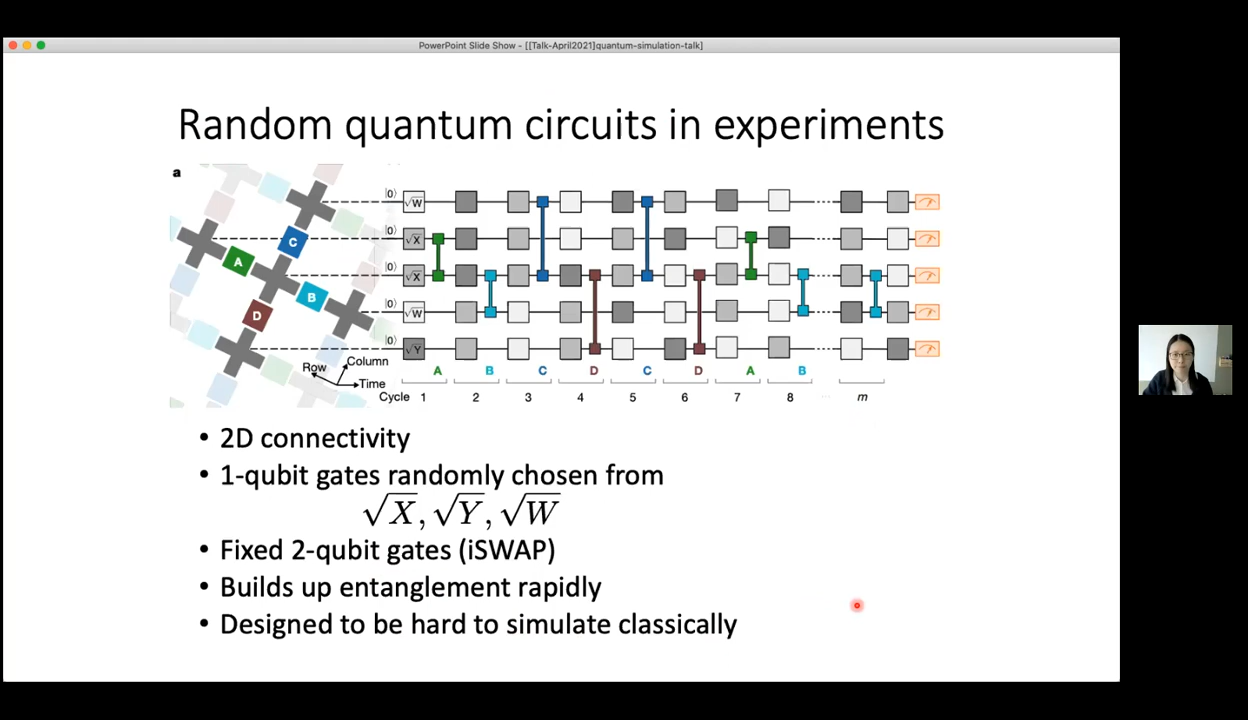 PowerPoint Slide Show - [[Talk-April2021]quantum-simulation-talk]
Random quantum circuits in experiments
a
A
B
C
D
Row
Column
Time
|0⟩ √W
|0⟩ √X
|0⟩ √X
|0⟩ √W
|0⟩ √Y
A B C D C D A B
Cycle 1 2 3 4 5 6 7 8 ... m
• 2D connectivity
• 1-qubit gates randomly chosen from
√X, √Y, √W
• Fixed 2-qubit gates (iSWAP)
• Builds up entanglement rapidly
• Designed to be hard to simulate classically